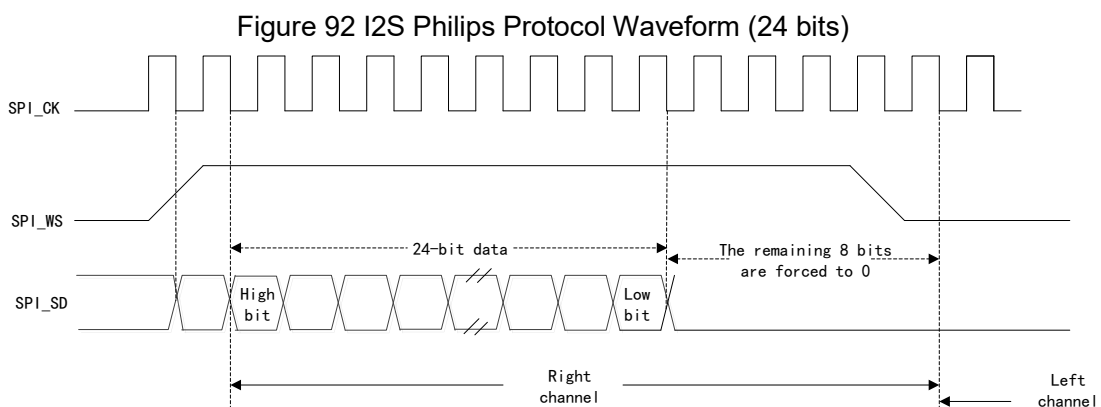 Figure 92 I2S Philips Protocol Waveform (24 bits)
SPI_CK
SPI_WS
24-bit data
The remaining 8 bits
are forced to 0
SPI_SD
High
bit
Low
bit
Right
channel
Left
channel